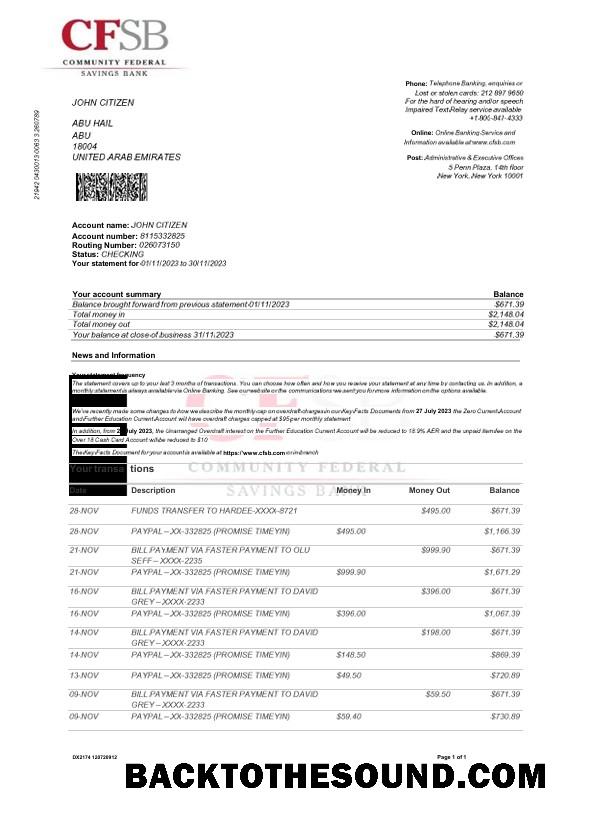 CFSB
COMMUNITY FEDERAL
SAVINGS BANK
Phone: Telephone Banking, enquiries or
Lost or stolen cards: 212 897 9650
For the hard of hearing and/or speech
Impaired Text Relay service available
+1-800-841-4333
Online: Online Banking Service and
Information available at www.cfsb.com
Post: Administrative & Executive Offices
5 Penn Plaza, 14th floor
New York, New York 10001
JOHN CITIZEN
ABU HAIL
ABU
18004
UNITED ARAB EMIRATES
21942 0430013 0063 3 260789
Account name: JOHN CITIZEN
Account number: 8115332825
Routing Number: 026073150
Status: CHECKING
Your statement for 01/11/2023 to 30/11/2023
Your account summary Balance
Balance brought forward from previous statement 01/11/2023 $671.39
Total money in $2,148.04
Total money out $2,148.04
Your balance at close of business 31/11/2023 $671.39
News and Information
Your statement frequency
The statement covers up to your last 3 months of transactions. You can choose how often and how you receive your statement at any time by contacting us. In addition, a
monthly statement is always available via Online Banking. See our website or the communications we sent you for more information on the options available.
We've recently made some changes to how we describe the monthly cap on overdraft charges in our Key Facts Documents from 27 July 2023 the Zero Current Account
and Further Education Current Account will have overdraft charges capped at $95 per monthly statement
In addition, from 2 July 2023, the Unarranged Overdraft interest on the Further Education Current Account will be reduced to 18.9% AER and the unpaid item fee on the
Over 18 Cash Card Account will be reduced to $10
The Key Facts Document for your accounts available at https://www.cfsb.com or in branch
Your transactions
COMMUNITY FEDERAL
SAVINGS BANK
Date Description Money In Money Out Balance
28-NOV FUNDS TRANSFER TO HARDEE-XXXX-8721 $495.00 $671.39
28-NOV PAYPAL – XX-332825 (PROMISE TIMEYIN) $495.00 $1,166.39
21-NOV BILL PAYMENT VIA FASTER PAYMENT TO OLU $999.90 $671.39
SEFF – XXXX-2235
21-NOV PAYPAL – XX-332825 (PROMISE TIMEYIN) $999.90 $1,671.29
16-NOV BILL PAYMENT VIA FASTER PAYMENT TO DAVID $396.00 $671.39
GREY – XXXX-2233
16-NOV PAYPAL – XX-332825 (PROMISE TIMEYIN) $396.00 $1,067.39
14-NOV BILL PAYMENT VIA FASTER PAYMENT TO DAVID $198.00 $671.39
GREY – XXXX-2233
14-NOV PAYPAL – XX-332825 (PROMISE TIMEYIN) $148.50 $869.39
13-NOV PAYPAL – XX-332825 (PROMISE TIMEYIN) $49.50 $720.89
09-NOV BILL PAYMENT VIA FASTER PAYMENT TO DAVID $59.50 $671.39
GREY – XXXX-2233
09-NOV PAYPAL – XX-332825 (PROMISE TIMEYIN) $59.40 $730.89
DX2174 120720912 Page 1 of 1
BACKTOTHESOUND.COM